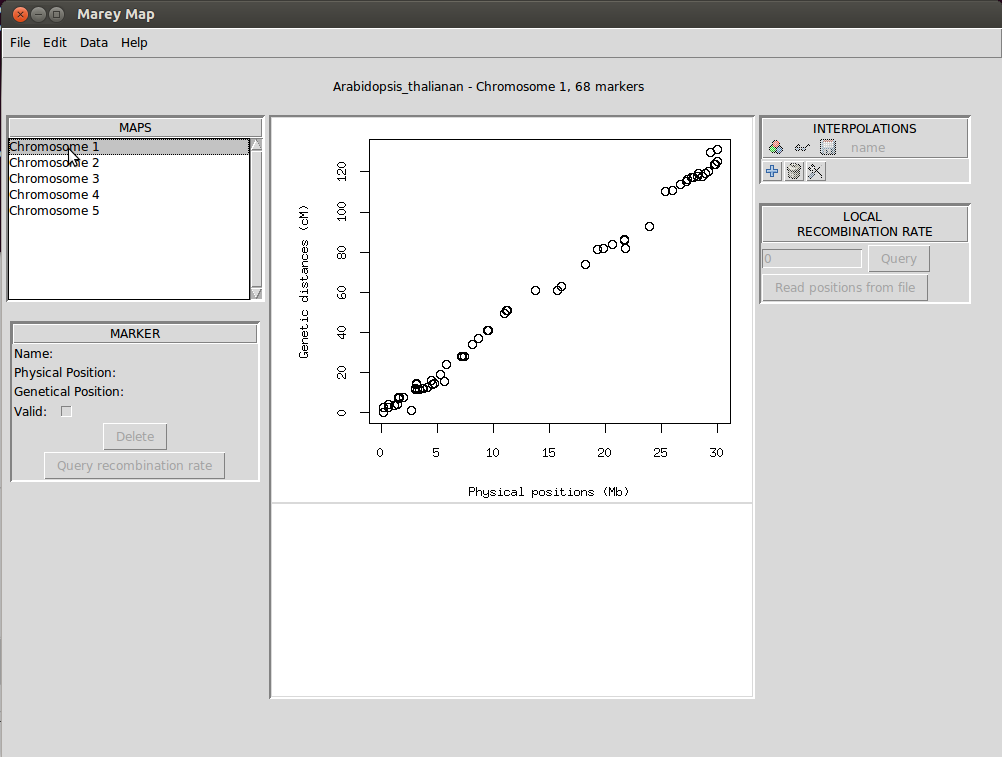 Marey Map
File Edit Data Help
Arabidopsis_thalianan - Chromosome 1, 68 markers
MAPS
Chromosome 1
Chromosome 2
Chromosome 3
Chromosome 4
Chromosome 5
MARKER
Name:
Physical Position:
Genetical Position:
Valid:
Delete
Query recombination rate
Genetic distances (cM)
120
100
80
60
40
20
0
0 5 10 15 20 25 30
Physical positions (Mb)
INTERPOLATIONS
name
LOCAL
RECOMBINATION RATE
0 Query
Read positions from file